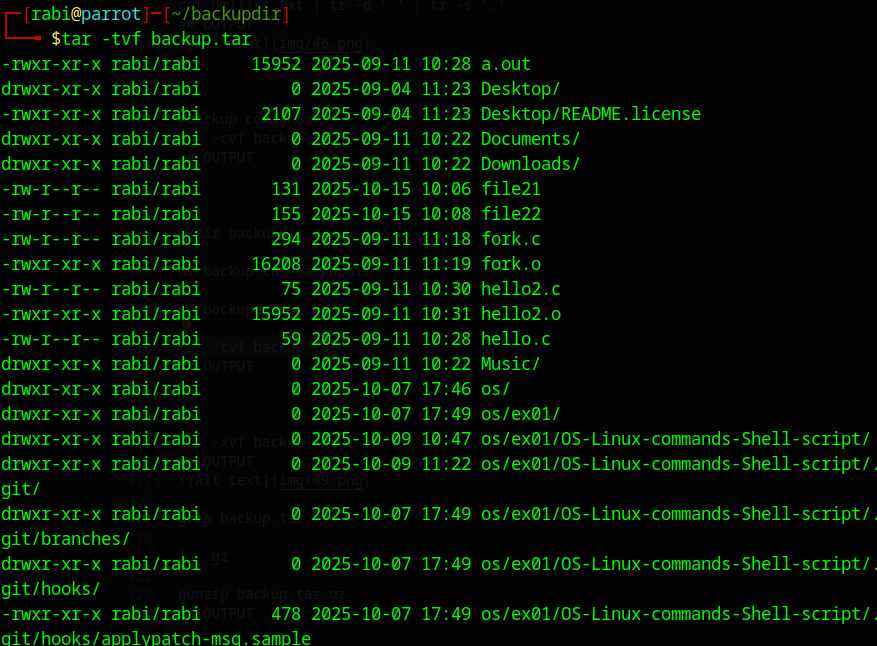 [rabi@parrot]─[~/backupdir]
$tar -tvf backup.tar
-rwxr-xr-x rabi/rabi     15952 2025-09-11 10:28 a.out
drwxr-xr-x rabi/rabi         0 2025-09-04 11:23 Desktop/
-rwxr-xr-x rabi/rabi      2107 2025-09-04 11:23 Desktop/README.license
drwxr-xr-x rabi/rabi         0 2025-09-11 10:22 Documents/
drwxr-xr-x rabi/rabi         0 2025-09-11 10:22 Downloads/
-rw-r--r-- rabi/rabi       131 2025-10-15 10:06 file21
-rw-r--r-- rabi/rabi       155 2025-10-15 10:08 file22
-rw-r--r-- rabi/rabi       294 2025-09-11 11:18 fork.c
-rwxr-xr-x rabi/rabi     16208 2025-09-11 11:19 fork.o
-rw-r--r-- rabi/rabi        75 2025-09-11 10:30 hello2.c
-rwxr-xr-x rabi/rabi     15952 2025-09-11 10:31 hello2.o
-rw-r--r-- rabi/rabi        59 2025-09-11 10:28 hello.c
drwxr-xr-x rabi/rabi         0 2025-09-11 10:22 Music/
drwxr-xr-x rabi/rabi         0 2025-10-07 17:46 os/
drwxr-xr-x rabi/rabi         0 2025-10-07 17:49 os/ex01/
drwxr-xr-x rabi/rabi         0 2025-10-09 10:47 os/ex01/OS-Linux-commands-Shell-script/
drwxr-xr-x rabi/rabi         0 2025-10-09 11:22 os/ex01/OS-Linux-commands-Shell-script/.
git/
drwxr-xr-x rabi/rabi         0 2025-10-07 17:49 os/ex01/OS-Linux-commands-Shell-script/.
git/branches/
drwxr-xr-x rabi/rabi         0 2025-10-07 17:49 os/ex01/OS-Linux-commands-Shell-script/.
git/hooks/
-rwxr-xr-x rabi/rabi       478 2025-10-07 17:49 os/ex01/OS-Linux-commands-Shell-script/.
git/hooks/applypatch-msg.sample